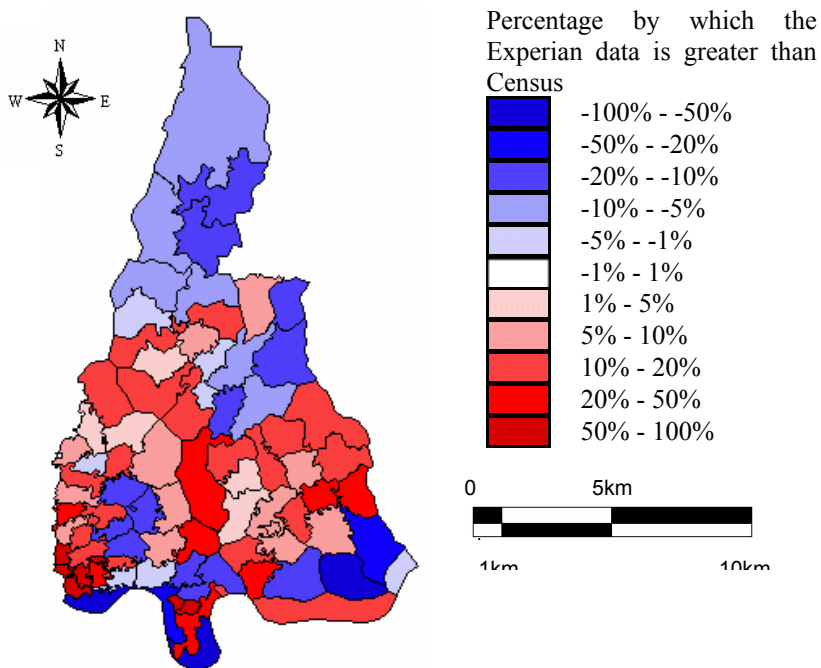 Percentage by which the
Experian data is greater than
Census
N
W E
S
-100% - -50%
-50% - -20%
-20% - -10%
-10% - -5%
-5% - -1%
-1% - 1%
1% - 5%
5% - 10%
10% - 20%
20% - 50%
50% - 100%
0 5km
1km 10km